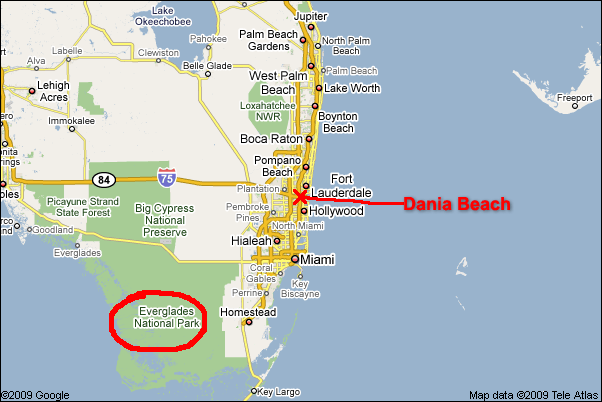 Jupiter
Okeechobee
Palm Beach
Gardens
North Palm
Beach
Labelle
Pahokee
Alva
Clewiston
Belle Glade
West Palm
Beach
Palm Beach
Lehigh
Acres
Lake Worth
Loxahatchee
NWR
Freeport
Immokalee
Boynton
Beach
Bonita
Springs
Boca Raton
Pompano
Beach
84
75
Fort
Lauderdale
Plantation
Dania Beach
Picayune Strand
State Forest
Big Cypress
National
Preserve
Pembroke
Pines
Hollywood
Goodland
North Miami
Hialeah
Everglades
Miami
Coral
Gables
Key
Biscayne
Perrine
Everglades
National Park
Homestead
Key Largo
©2009 Google
Map data ©2009 Tele Atlas